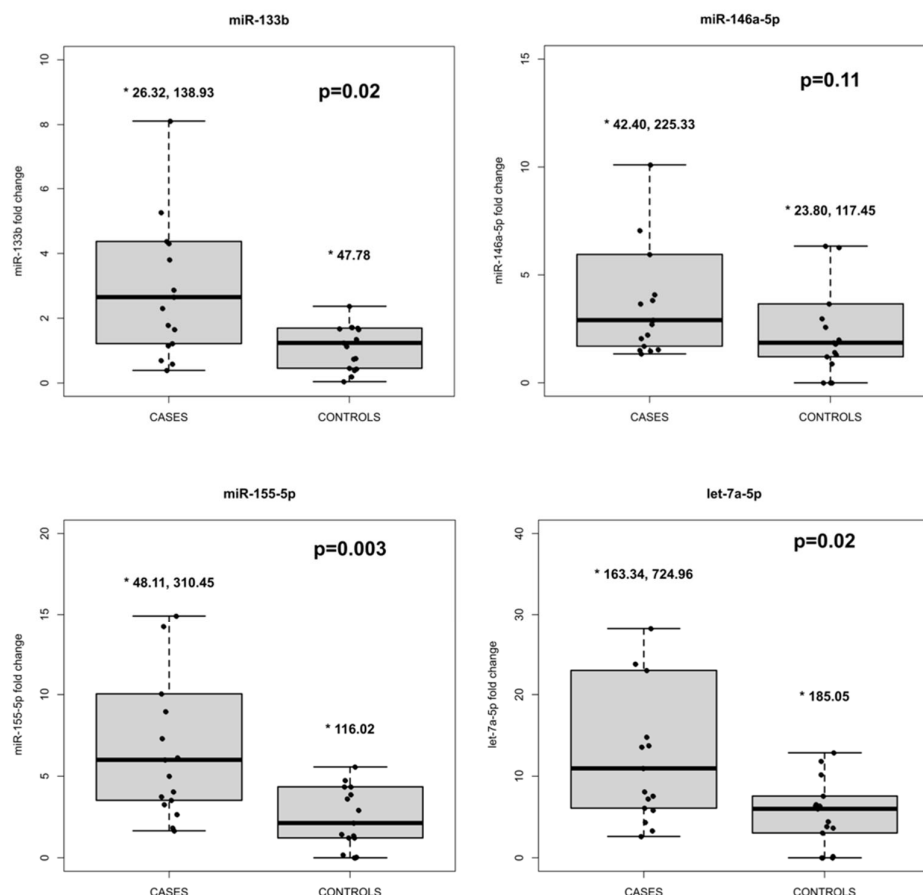 miR-133b
miR-133b fold change
10
8
6
4
2
0
* 26.32, 138.93
p=0.02
* 47.78
CASES
CONTROLS
miR-146a-5p
miR-146a-5p fold change
15
10
5
0
p=0.11
* 42.40, 225.33
* 23.80, 117.45
CASES
CONTROLS
miR-155-5p
miR-155-5p fold change
20
15
10
5
0
p=0.003
* 48.11, 310.45
* 116.02
CASES
CONTROLS
let-7a-5p
let-7a-5p fold change
40
30
20
10
0
p=0.02
* 163.34, 724.96
* 185.05
CASES
CONTROLS